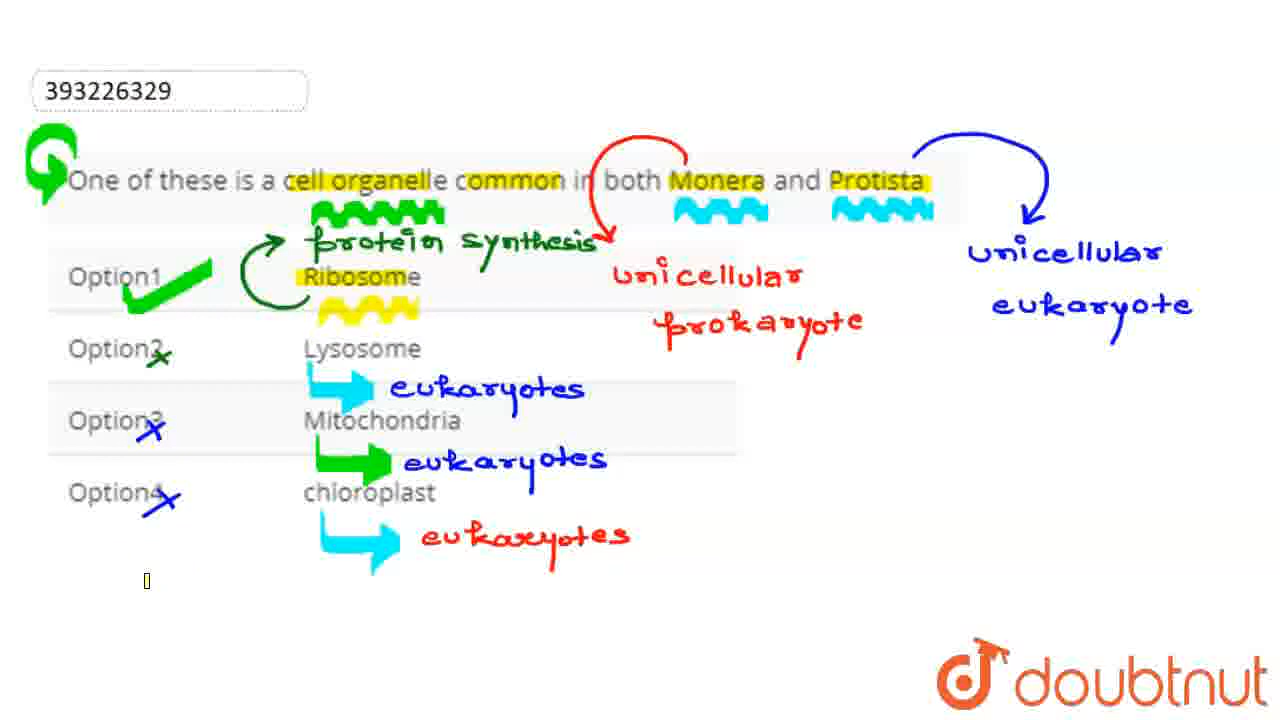 393226329
One of these is a cell organelle common in both Monera and Protista
protein synthesis
unicellular
eukaryote
Option1 Ribosome
unicellular
prokaryote
Option2 Lysosome
eukaryotes
Option3 Mitochondria
eukaryotes
Option4 chloroplast
eukaryotes
doubtnut